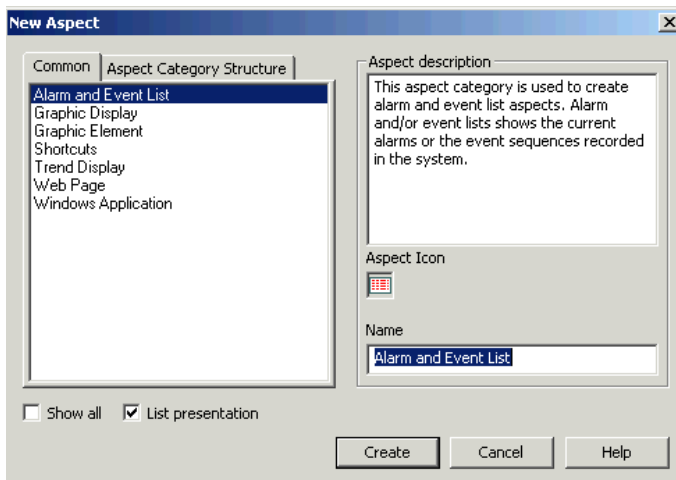 New Aspect
Common
Aspect Category Structure
Alarm and Event List
Graphic Display
Graphic Element
Shortcuts
Trend Display
Web Page
Windows Application
Aspect description
This aspect category is used to create
alarm and event list aspects. Alarm
and/or event lists shows the current
alarms or the event sequences recorded
in the system.
Aspect Icon
Name
Alarm and Event List
Show all
List presentation
Create
Cancel
Help